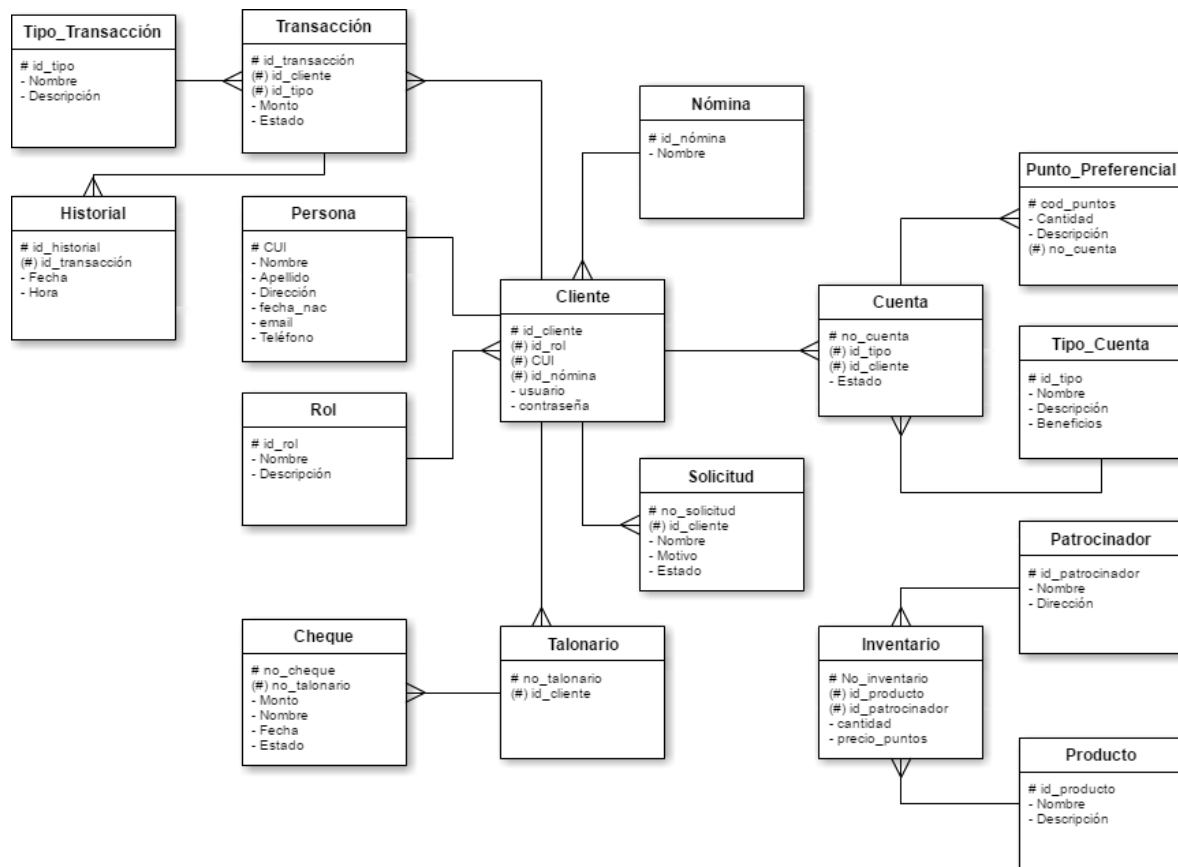 Tipo_Transacción
# id_tipo
- Nombre
- Descripción
Transacción
# id_transacción
(#) id_cliente
(#) id_tipo
- Monto
- Estado
Nómina
# id_nómina
- Nombre
Punto_Preferencial
# cod_puntos
- Cantidad
- Descripción
(#) no_cuenta
Historial
# id_historial
(#) id_transacción
- Fecha
- Hora
Persona
# CUI
- Nombre
- Apellido
- Dirección
- fecha_nac
- email
- Teléfono
Cliente
# id_cliente
(#) id_rol
(#) CUI
(#) id_nómina
- usuario
- contraseña
Cuenta
# no_cuenta
(#) id_tipo
(#) id_cliente
- Estado
Tipo_Cuenta
# id_tipo
- Nombre
- Descripción
- Beneficios
Rol
# id_rol
- Nombre
- Descripción
Solicitud
# no_solicitud
(#) id_cliente
- Nombre
- Motivo
- Estado
Patrocinador
# id_patrocinador
- Nombre
- Dirección
Cheque
# no_cheque
(#) no_talonario
- Monto
- Nombre
- Fecha
- Estado
Talonario
# no_talonario
(#) id_cliente
Inventario
# No_inventario
(#) id_producto
(#) id_patrocinador
- cantidad
- precio_puntos
Producto
# id_producto
- Nombre
- Descripción